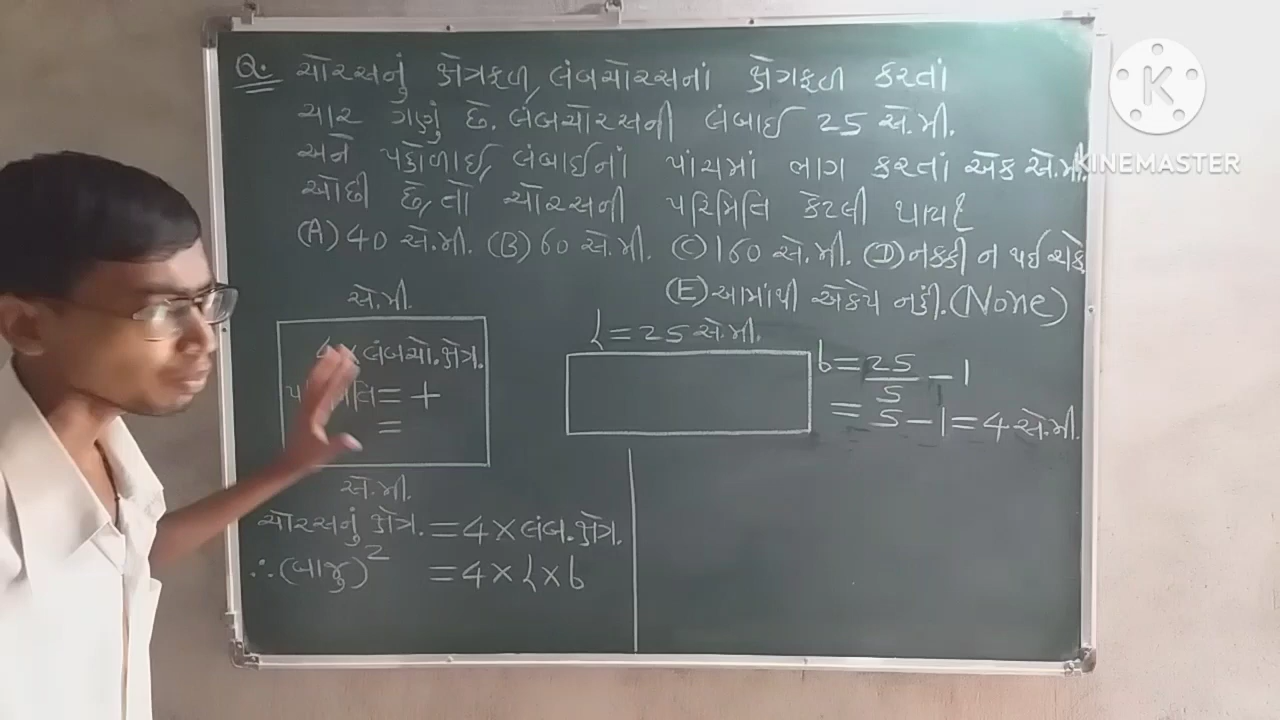 Q. ચોરસનું ક્ષેત્રફળ, લંબચોરસનાં ક્ષેત્રફળ કરતાં
ચાર ગણું છે. લંબચોરસની લંબાઈ 25 સે.મી.
અને પહોળાઈ, લંબાઈનાં પાંચમાં ભાગ કરતાં એક સે.મી.
ઓછી છે, તો ચોરસની પરિમિતિ કેટલી થાય?
(A) 40 સે.મી. (B) 60 સે.મી. (C) 160 સે.મી. (D) નક્કી ન થઈ શકે.
(E) આમાંથી એકેય નહીં. (None)
સે.મી.
4 × લંબચો. ક્ષેત્ર.
= +
=
સે.મી.
l = 25 સે.મી.
b = 25/5 - 1
= 5 - 1 = 4 સે.મી.
ચોરસનું ક્ષેત્ર. = 4 × લંબ. ક્ષેત્ર.
∴ (બાજુ)² = 4 × l × b
K
KINEMASTER